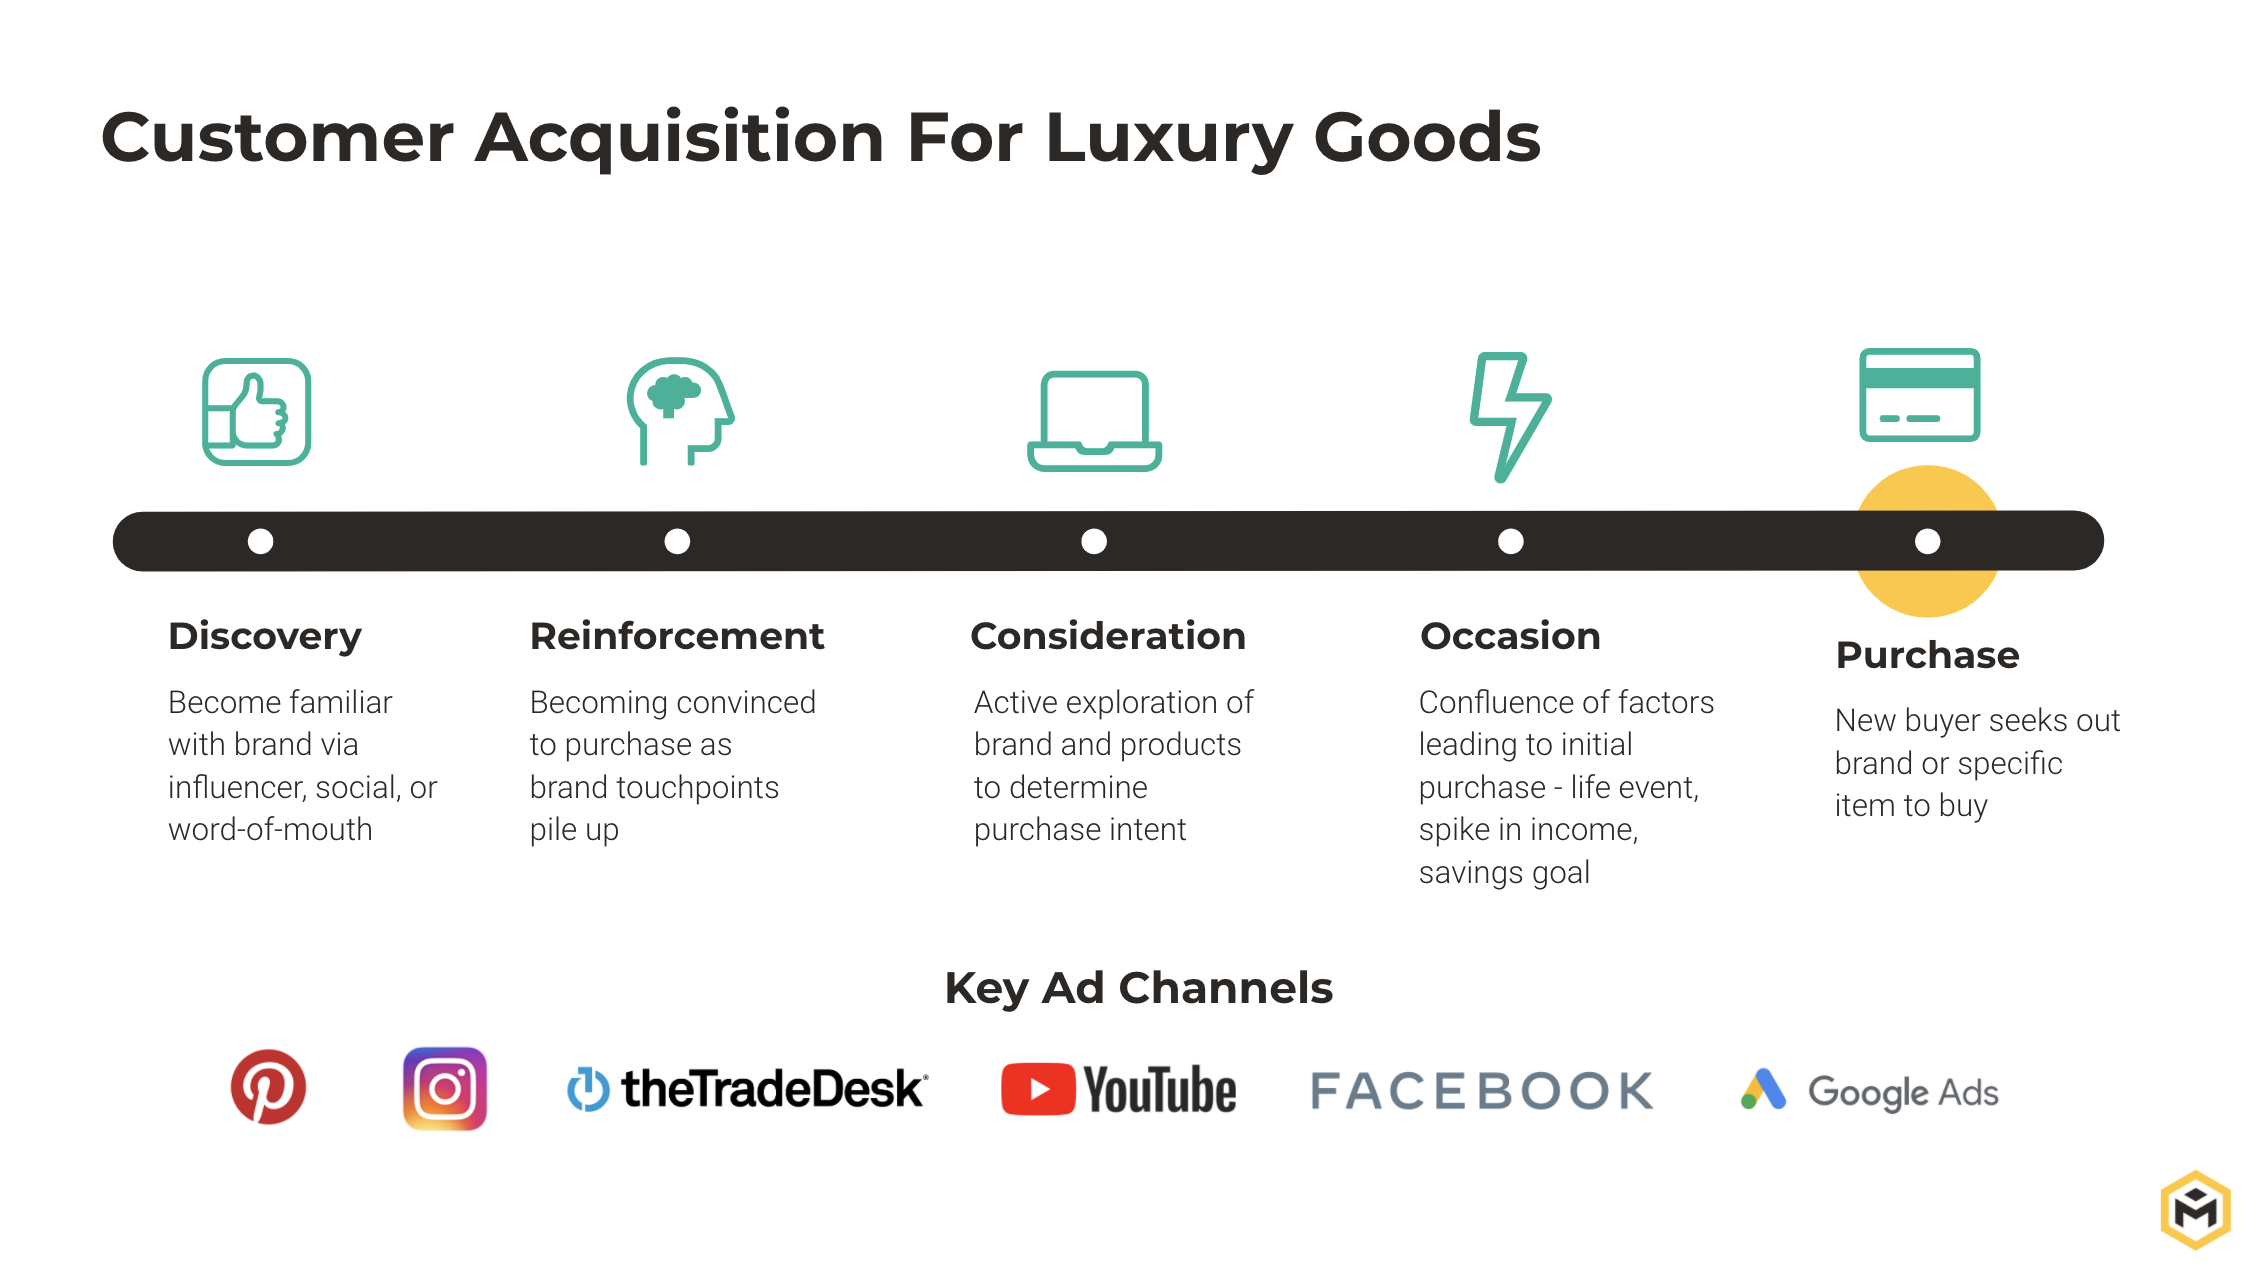 Customer Acquisition For Luxury Goods
Discovery
Become familiar
with brand via
influencer, social, or
word-of-mouth
Reinforcement
Becoming convinced
to purchase as
brand touchpoints
pile up
Consideration
Active exploration of
brand and products
to determine
purchase intent
Occasion
Confluence of factors
leading to initial
purchase - life event,
spike in income,
savings goal
Purchase
New buyer seeks out
brand or specific
item to buy
Key Ad Channels
theTradeDesk
YouTube
FACEBOOK
Google Ads